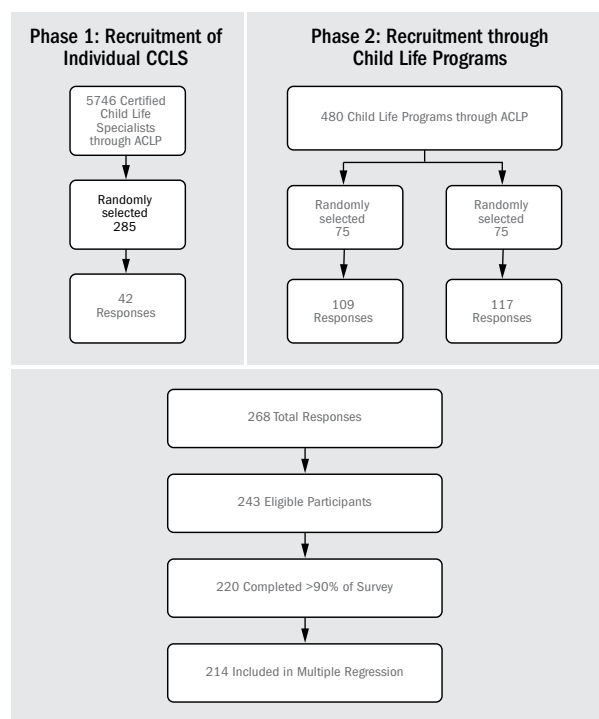 Phase 1: Recruitment of
Individual CCLS
5746 Certified
Child Life
Specialists
through ACLP
Randomly
selected
285
42
Responses
Phase 2: Recruitment through
Child Life Programs
480 Child Life Programs through ACLP
Randomly
selected
75
Randomly
selected
75
109
Responses
117
Responses
268 Total Responses
243 Eligible Participants
220 Completed >90% of Survey
214 Included in Multiple Regression